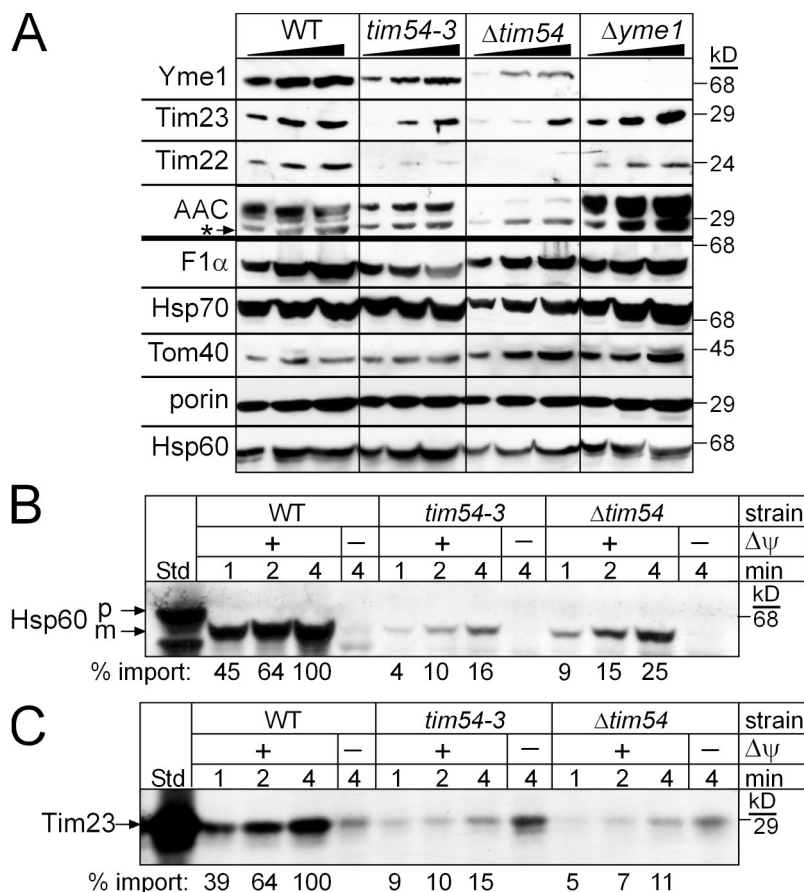 A
WT tim54-3 Δtim54 Δyme1
kD
Yme1 68
Tim23 29
Tim22 24
AAC 29
*
F1α 68
Hsp70 68
Tom40 45
porin 29
Hsp60 68
B
WT tim54-3 Δtim54 strain
+ − + − + − Δψ
Std 1 2 4 4 1 2 4 4 1 2 4 4 min
kD
Hsp60 p 68
m
% import: 45 64 100 4 10 16 9 15 25
C
WT tim54-3 Δtim54 strain
+ − + − + − Δψ
Std 1 2 4 4 1 2 4 4 1 2 4 4 min
kD
Tim23 29
% import: 39 64 100 9 10 15 5 7 11